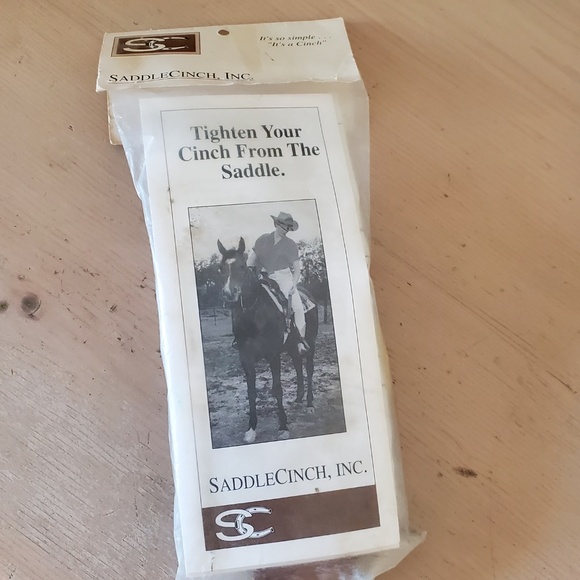 SC
It's so simple . . .
"It's a Cinch"
SADDLECINCH, INC.
Tighten Your
Cinch From The
Saddle.
SADDLECINCH, INC.
SC